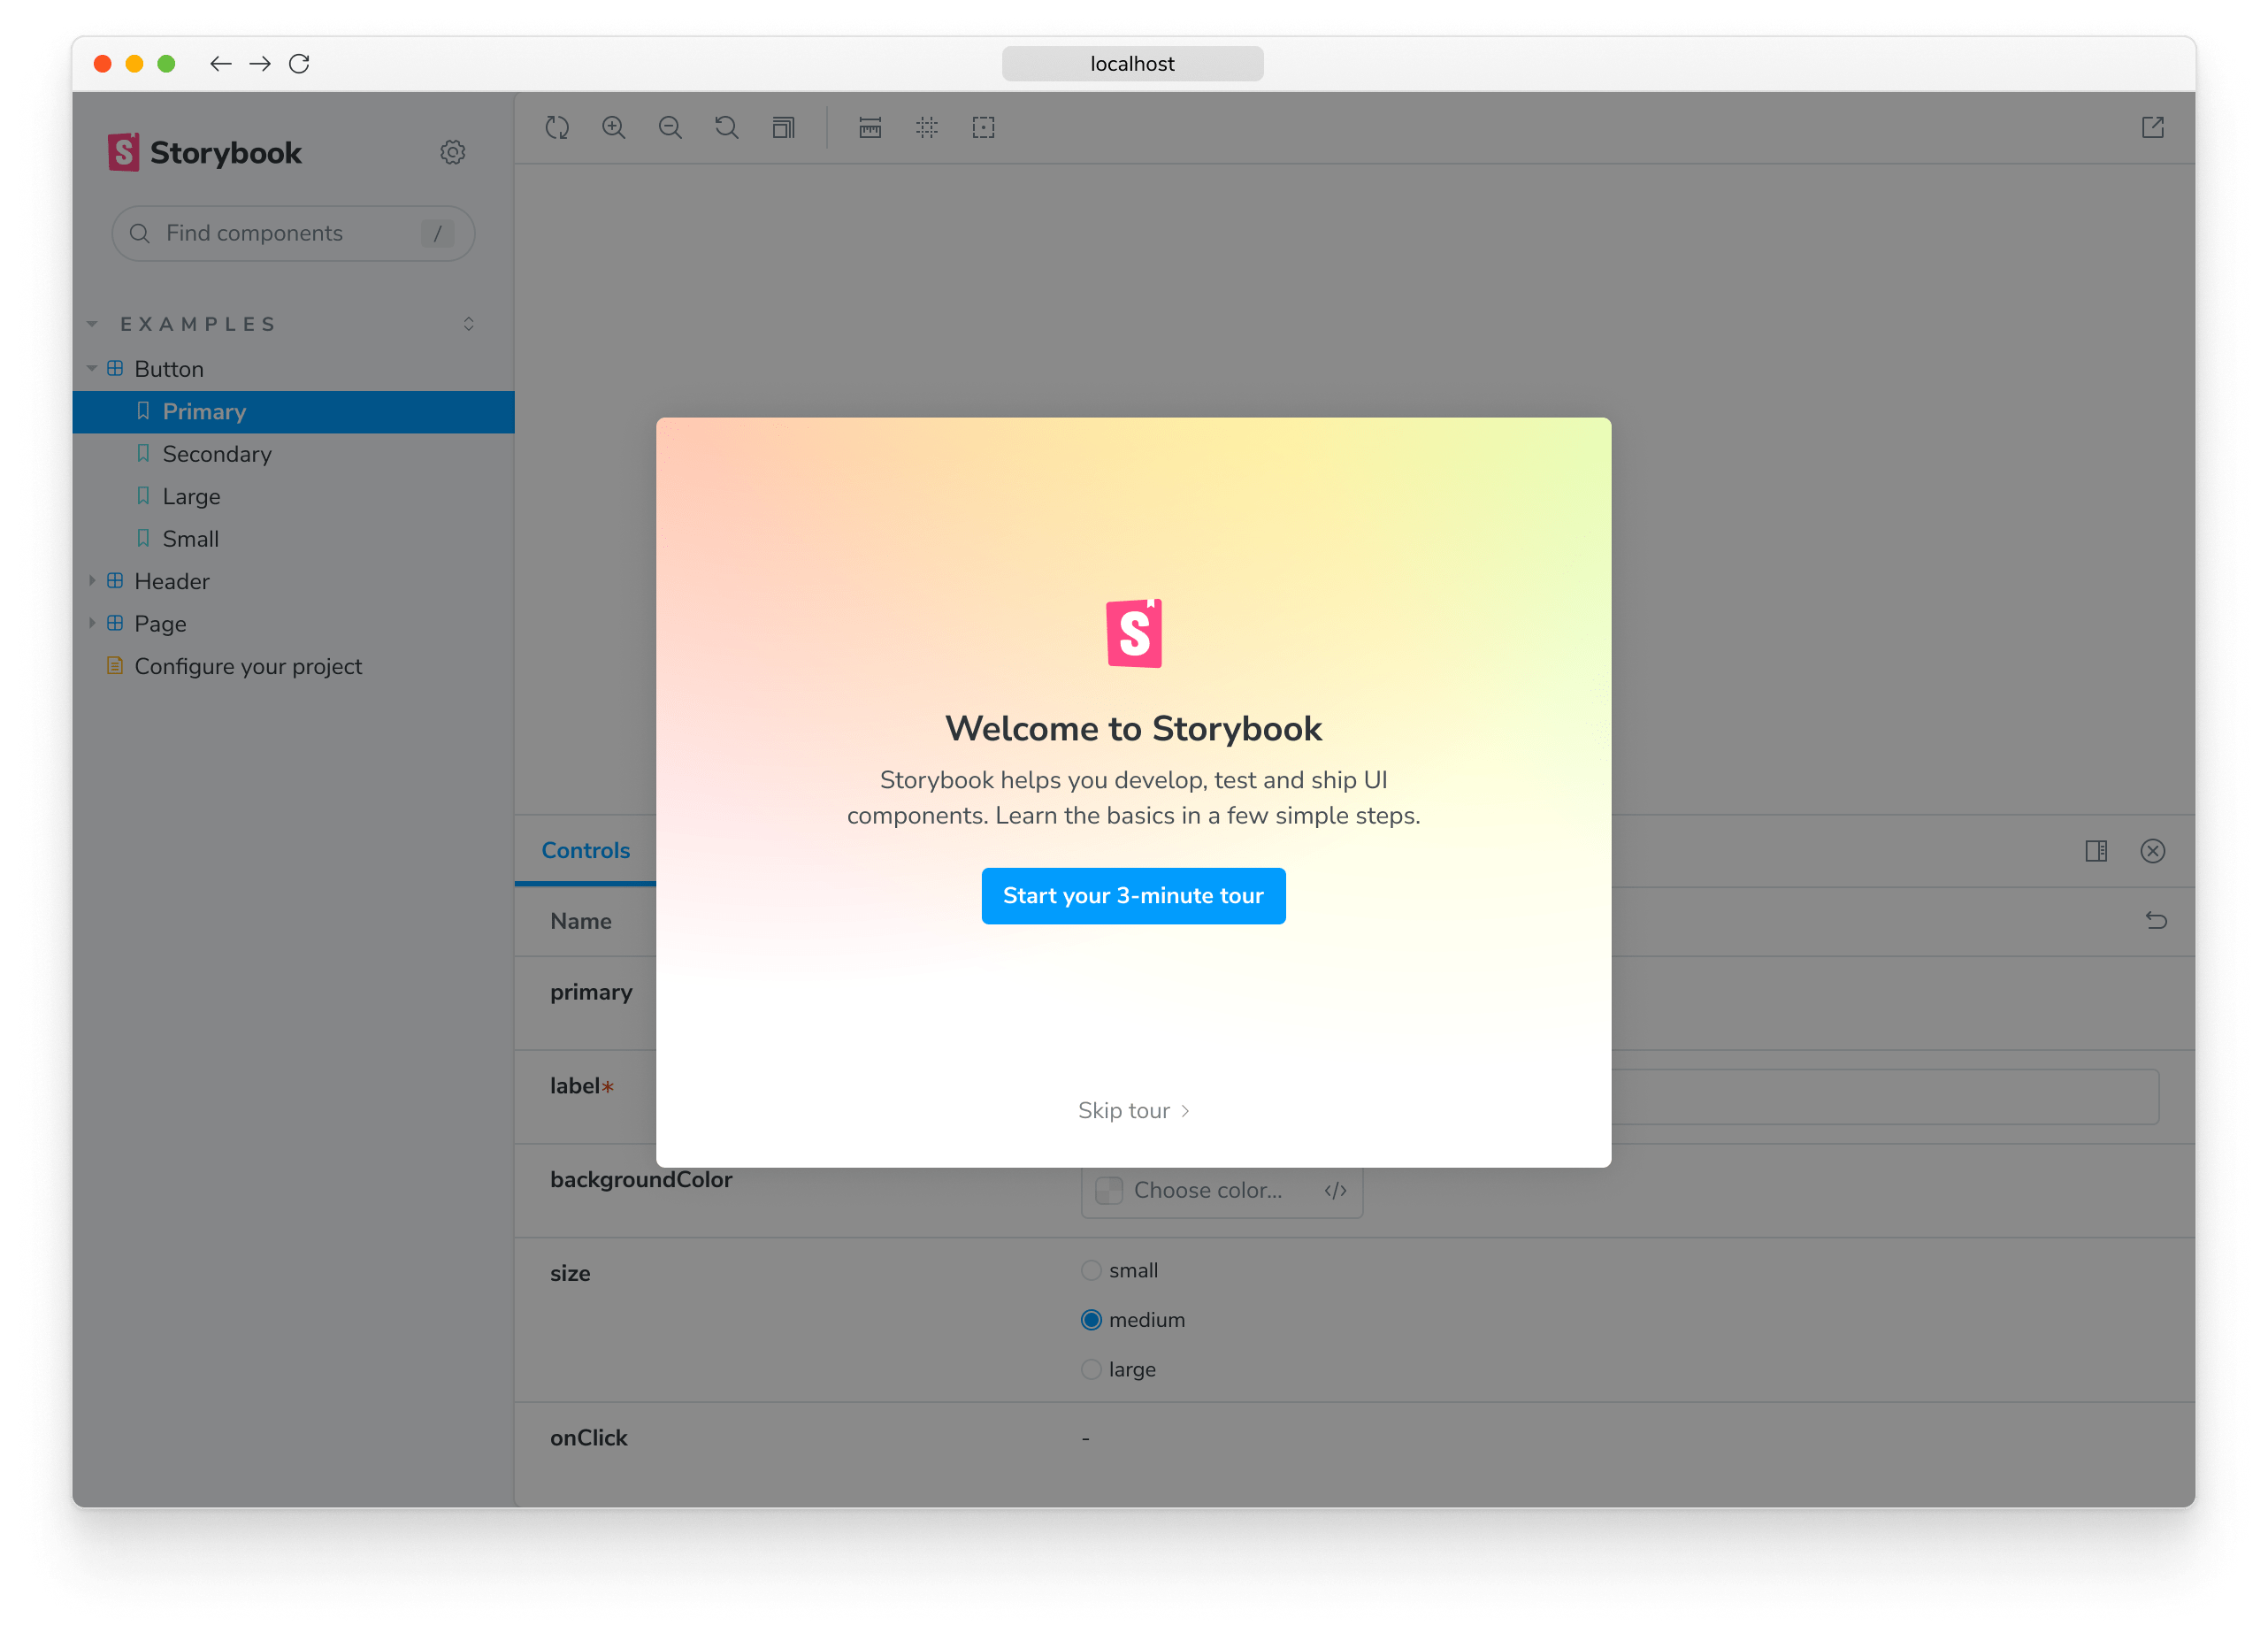 localhost
Storybook
Find components /
EXAMPLES
Button
Primary
Secondary
Large
Small
Header
Page
Configure your project
S
Welcome to Storybook
Storybook helps you develop, test and ship UI
components. Learn the basics in a few simple steps.
Start your 3-minute tour
Skip tour
Controls
Name
primary
label*
backgroundColor
Choose color...
size
small
medium
large
onClick
-